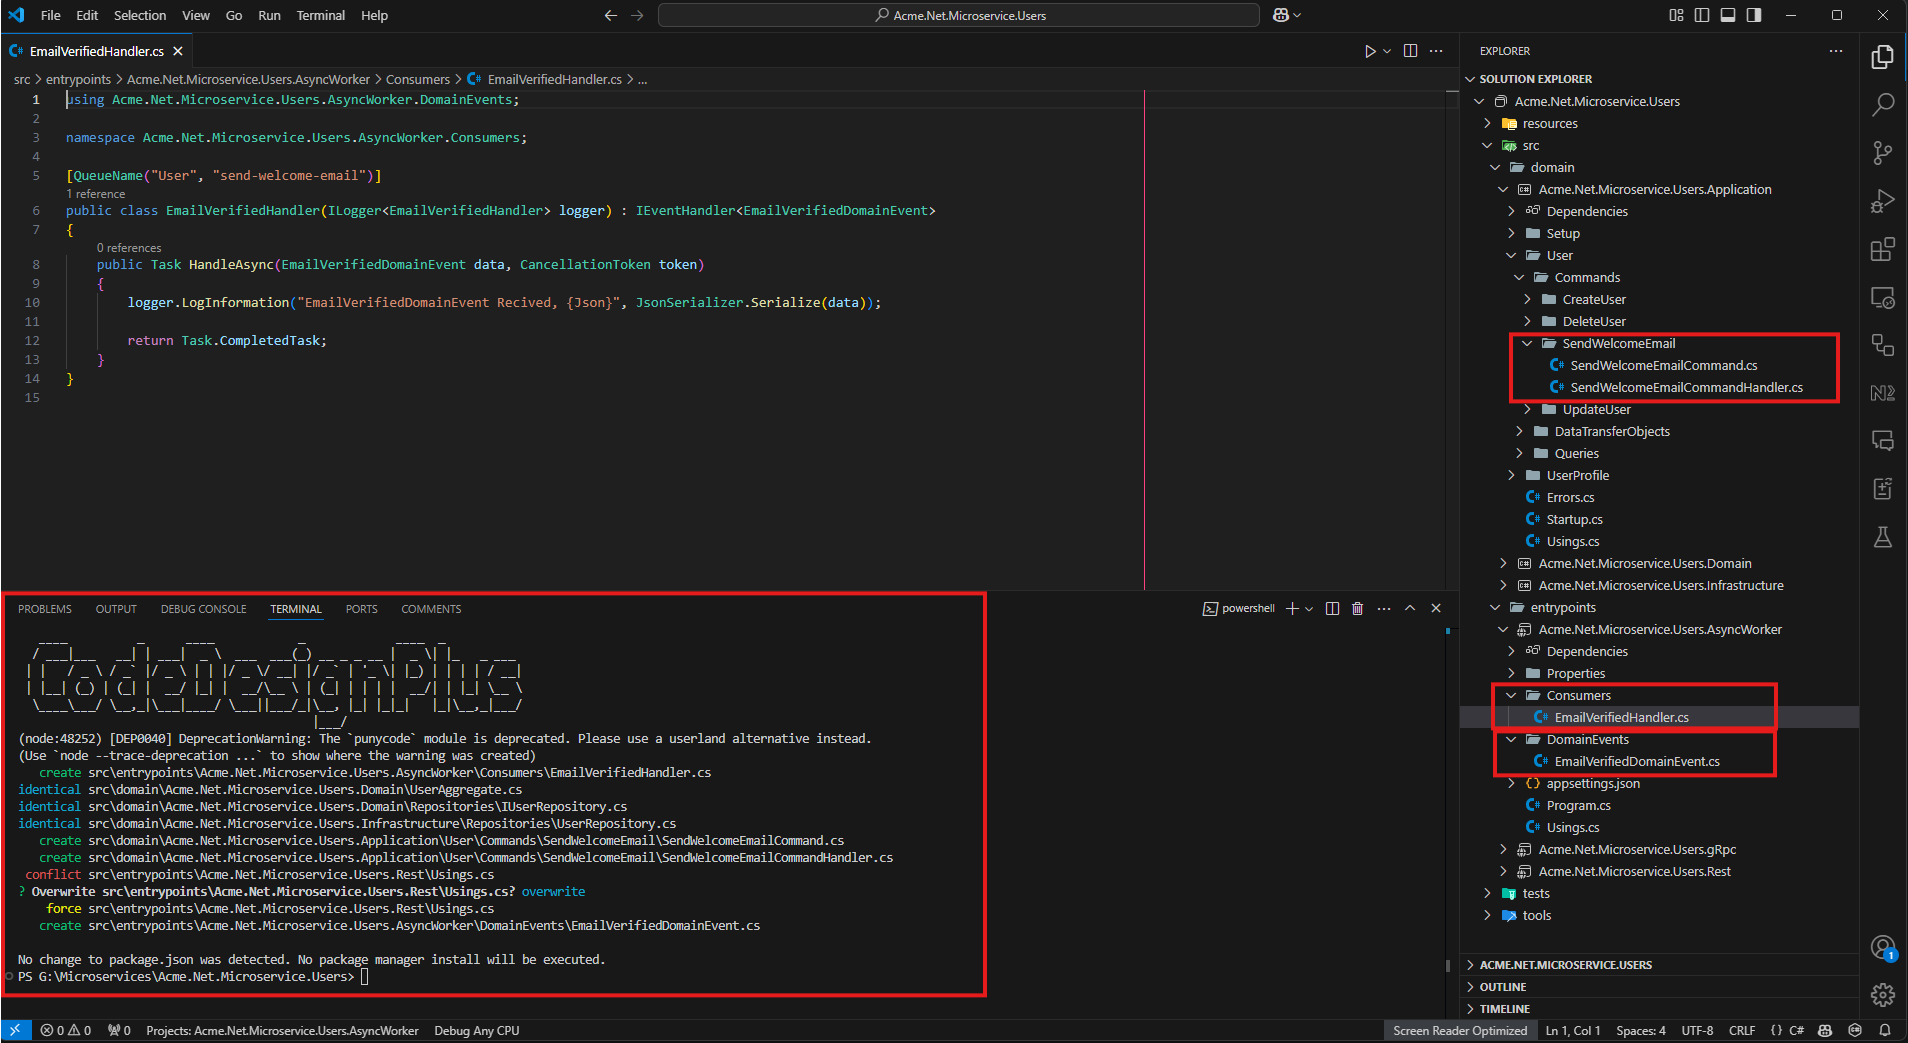 File Edit Selection View Go Run Terminal Help
Acme.Net.Microservice.Users
EmailVerifiedHandler.cs
src > entrypoints > Acme.Net.Microservice.Users.AsyncWorker > Consumers > EmailVerifiedHandler.cs > ...
1 using Acme.Net.Microservice.Users.AsyncWorker.DomainEvents;
2
3 namespace Acme.Net.Microservice.Users.AsyncWorker.Consumers;
4
5 [QueueName("User", "send-welcome-email")]
1 reference
6 public class EmailVerifiedHandler(ILogger<EmailVerifiedHandler> logger) : IEventHandler<EmailVerifiedDomainEvent>
7 {
0 references
8 public Task HandleAsync(EmailVerifiedDomainEvent data, CancellationToken token)
9 {
10 logger.LogInformation("EmailVerifiedDomainEvent Recived, {Json}", JsonSerializer.Serialize(data));
11
12 return Task.CompletedTask;
13 }
14 }
15
PROBLEMS OUTPUT DEBUG CONSOLE TERMINAL PORTS COMMENTS
powershell
CodeDesignPlus
(node:48252) [DEP0040] DeprecationWarning: The `punycode` module is deprecated. Please use a userland alternative instead.
(Use `node --trace-deprecation ...` to show where the warning was created)
create src\entrypoints\Acme.Net.Microservice.Users.AsyncWorker\Consumers\EmailVerifiedHandler.cs
identical src\domain\Acme.Net.Microservice.Users.Domain\UserAggregate.cs
identical src\domain\Acme.Net.Microservice.Users.Domain\Repositories\IUserRepository.cs
identical src\domain\Acme.Net.Microservice.Users.Infrastructure\Repositories\UserRepository.cs
create src\domain\Acme.Net.Microservice.Users.Application\User\Commands\SendWelcomeEmail\SendWelcomeEmailCommand.cs
create src\domain\Acme.Net.Microservice.Users.Application\User\Commands\SendWelcomeEmail\SendWelcomeEmailCommandHandler.cs
conflict src\entrypoints\Acme.Net.Microservice.Users.Rest\Usings.cs
? Overwrite src\entrypoints\Acme.Net.Microservice.Users.Rest\Usings.cs? overwrite
force src\entrypoints\Acme.Net.Microservice.Users.Rest\Usings.cs
create src\entrypoints\Acme.Net.Microservice.Users.AsyncWorker\DomainEvents\EmailVerifiedDomainEvent.cs
No change to package.json was detected. No package manager install will be executed.
PS G:\Microservices\Acme.Net.Microservice.Users>
EXPLORER
SOLUTION EXPLORER
Acme.Net.Microservice.Users
resources
src
domain
Acme.Net.Microservice.Users.Application
Dependencies
Setup
User
Commands
CreateUser
DeleteUser
SendWelcomeEmail
SendWelcomeEmailCommand.cs
SendWelcomeEmailCommandHandler.cs
UpdateUser
DataTransferObjects
Queries
UserProfile
Errors.cs
Startup.cs
Usings.cs
Acme.Net.Microservice.Users.Domain
Acme.Net.Microservice.Users.Infrastructure
entrypoints
Acme.Net.Microservice.Users.AsyncWorker
Dependencies
Properties
Consumers
EmailVerifiedHandler.cs
DomainEvents
EmailVerifiedDomainEvent.cs
appsettings.json
Program.cs
Usings.cs
Acme.Net.Microservice.Users.gRpc
Acme.Net.Microservice.Users.Rest
tests
tools
ACME.NET.MICROSERVICE.USERS
OUTLINE
TIMELINE
1
0 0 0 Projects: Acme.Net.Microservice.Users.AsyncWorker Debug Any CPU
Screen Reader Optimized Ln 1, Col 1 Spaces: 4 UTF-8 CRLF {} C#